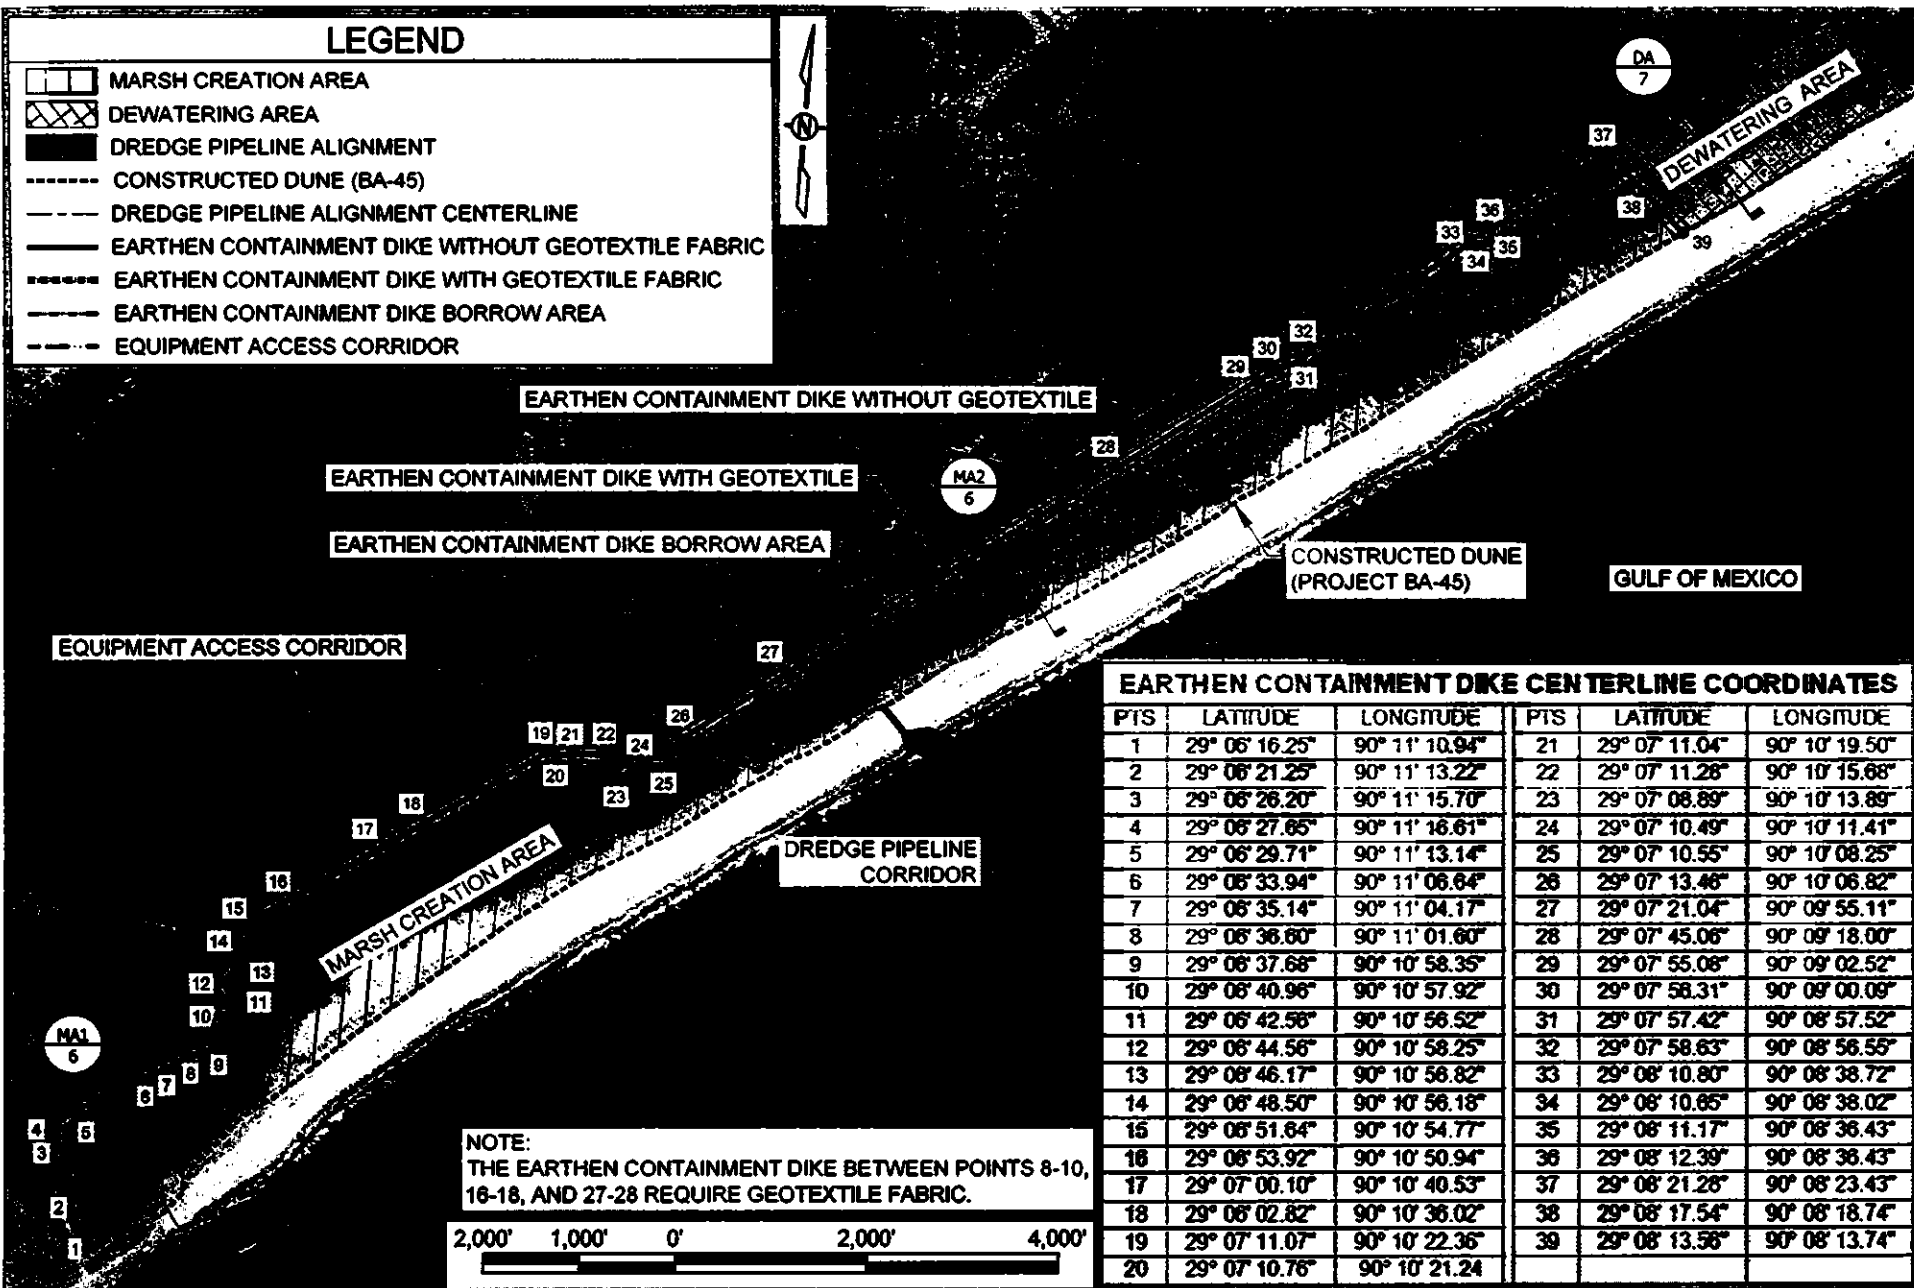 LEGEND
MARSH CREATION AREA
DEWATERING AREA
DREDGE PIPELINE ALIGNMENT
CONSTRUCTED DUNE (BA-45)
DREDGE PIPELINE ALIGNMENT CENTERLINE
EARTHEN CONTAINMENT DIKE WITHOUT GEOTEXTILE FABRIC
EARTHEN CONTAINMENT DIKE WITH GEOTEXTILE FABRIC
EARTHEN CONTAINMENT DIKE BORROW AREA
EQUIPMENT ACCESS CORRIDOR
N
DA
7
DEWATERING AREA
37
38
39
36
33
35
34
32
30
29
31
EARTHEN CONTAINMENT DIKE WITHOUT GEOTEXTILE
28
EARTHEN CONTAINMENT DIKE WITH GEOTEXTILE
MA2
6
EARTHEN CONTAINMENT DIKE BORROW AREA
CONSTRUCTED DUNE
(PROJECT BA-45)
GULF OF MEXICO
EQUIPMENT ACCESS CORRIDOR
27
26
19 21 22 24
20 23 25
18
17
16
15
14
13
12
11
10
MARSH CREATION AREA
DREDGE PIPELINE
CORRIDOR
MA1
6
9
8
7
6
5
4
3
2
1
NOTE:
THE EARTHEN CONTAINMENT DIKE BETWEEN POINTS 8-10,
16-18, AND 27-28 REQUIRE GEOTEXTILE FABRIC.
2,000' 1,000' 0' 2,000' 4,000'
EARTHEN CONTAINMENT DIKE CENTERLINE COORDINATES
PTS LATITUDE LONGITUDE PTS LATITUDE LONGITUDE
1 29° 06' 16.25" 90° 11' 10.94" 21 29° 07' 11.04" 90° 10' 19.50"
2 29° 06' 21.25" 90° 11' 13.22" 22 29° 07' 11.28" 90° 10' 15.68"
3 29° 06' 26.20" 90° 11' 15.70" 23 29° 07' 08.89" 90° 10' 13.89"
4 29° 06' 27.65" 90° 11' 16.61" 24 29° 07' 10.49" 90° 10' 11.41"
5 29° 06' 29.71" 90° 11' 13.14" 25 29° 07' 10.55" 90° 10' 08.25"
6 29° 06' 33.94" 90° 11' 06.64" 26 29° 07' 13.46" 90° 10' 06.82"
7 29° 06' 35.14" 90° 11' 04.17" 27 29° 07' 21.04" 90° 09' 55.11"
8 29° 06' 36.60" 90° 11' 01.60" 28 29° 07' 45.06" 90° 09' 18.00"
9 29° 06' 37.68" 90° 10' 58.35" 29 29° 07' 55.08" 90° 09' 02.52"
10 29° 06' 40.96" 90° 10' 57.92" 30 29° 07' 56.31" 90° 09' 00.09"
11 29° 06' 42.56" 90° 10' 56.52" 31 29° 07' 57.42" 90° 08' 57.52"
12 29° 06' 44.56" 90° 10' 58.25" 32 29° 07' 58.63" 90° 08' 56.55"
13 29° 06' 46.17" 90° 10' 56.82" 33 29° 08' 10.80" 90° 08' 38.72"
14 29° 06' 48.50" 90° 10' 56.18" 34 29° 08' 10.65" 90° 08' 38.02"
15 29° 06' 51.64" 90° 10' 54.77" 35 29° 08' 11.17" 90° 08' 36.43"
16 29° 06' 53.92" 90° 10' 50.94" 36 29° 08' 12.39" 90° 08' 36.43"
17 29° 07' 00.10" 90° 10' 40.53" 37 29° 08' 21.28" 90° 08' 23.43"
18 29° 06' 02.82" 90° 10' 36.02" 38 29° 08' 17.54" 90° 08' 18.74"
19 29° 07' 11.07" 90° 10' 22.36" 39 29° 08' 13.56" 90° 08' 13.74"
20 29° 07' 10.76" 90° 10' 21.24